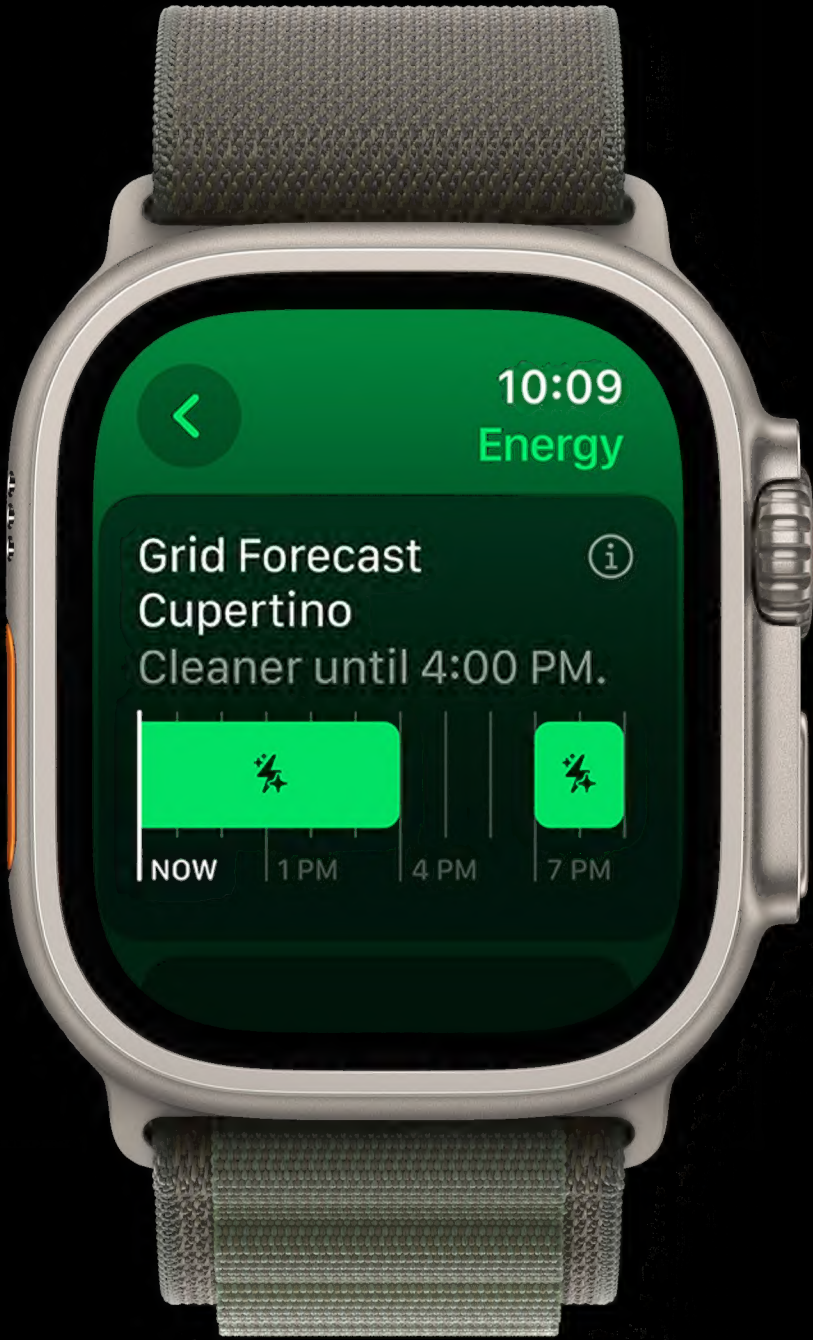 10:09
Energy
Grid Forecast
Cupertino
Cleaner until 4:00 PM.
NOW
1 PM
4 PM
7 PM